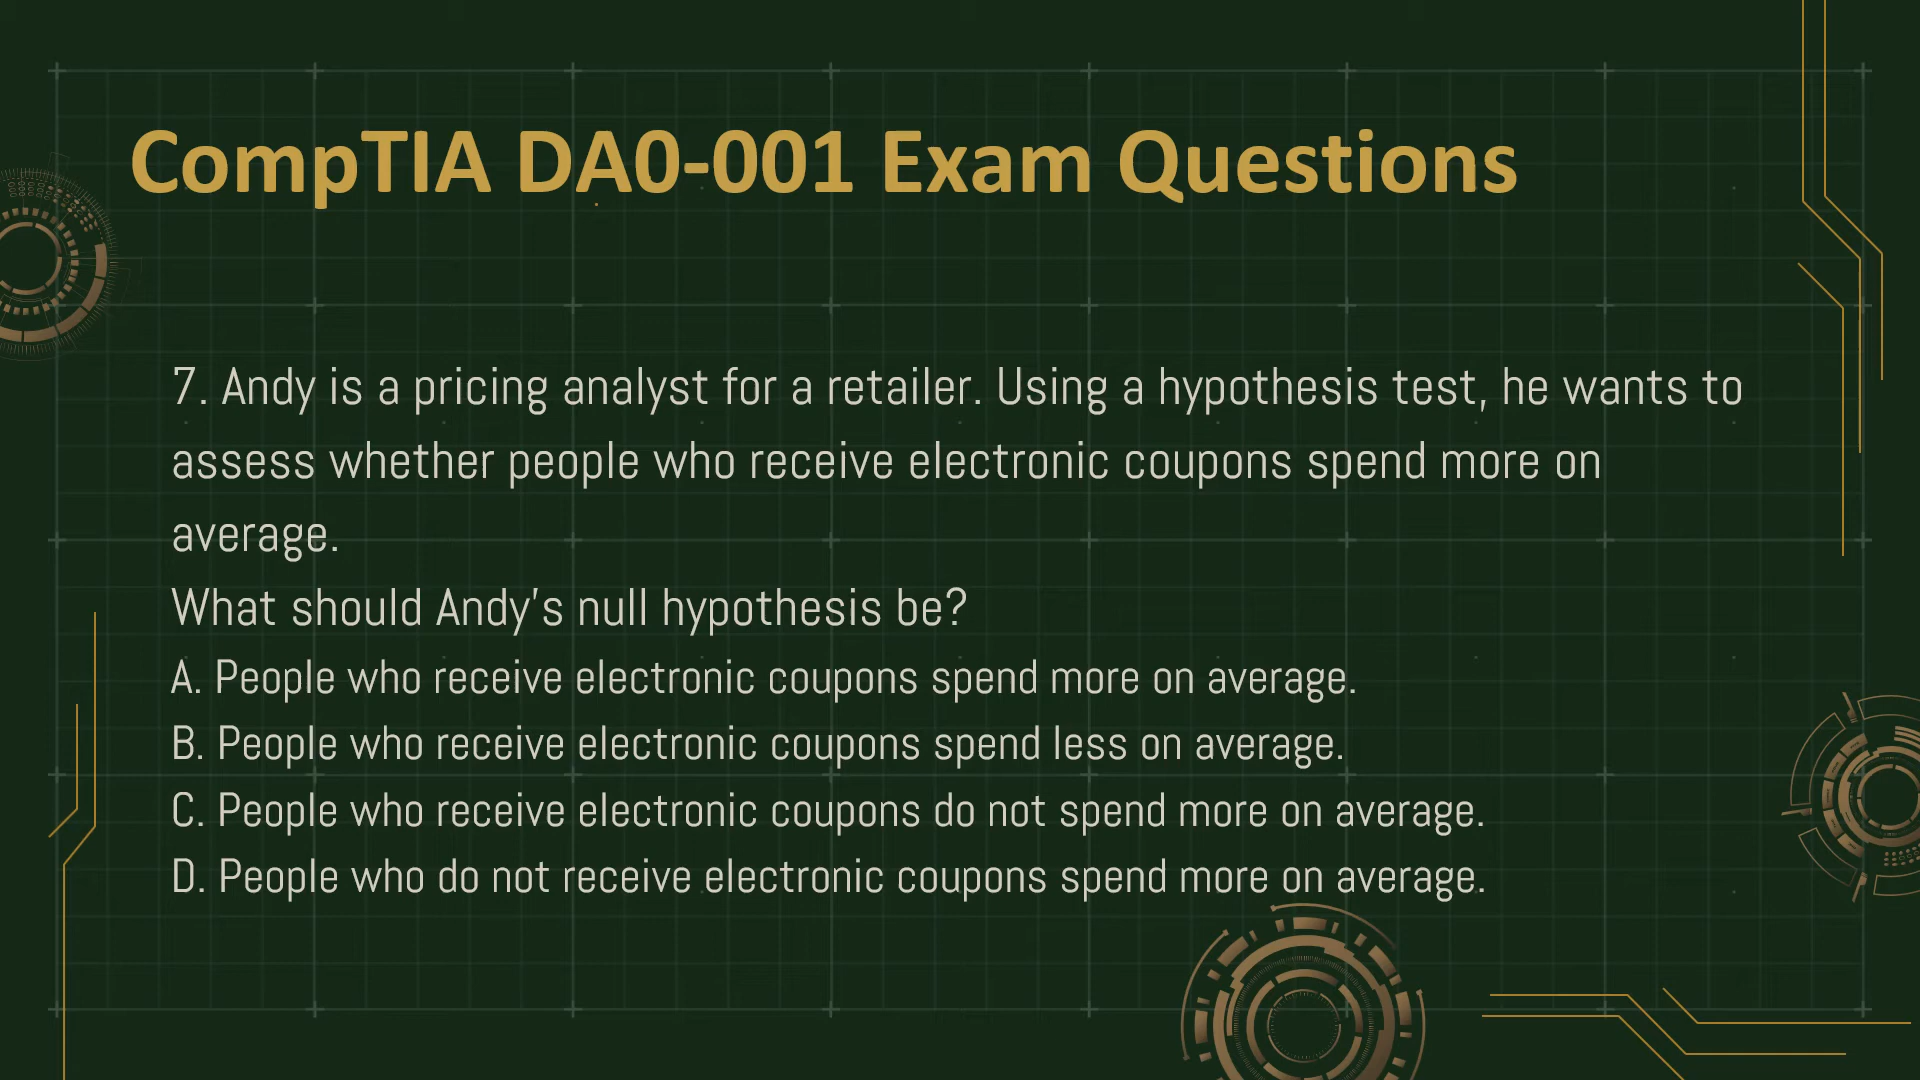 CompTIA DA0-001 Exam Questions
7. Andy is a pricing analyst for a retailer. Using a hypothesis test, he wants to
assess whether people who receive electronic coupons spend more on
average.
What should Andy's null hypothesis be?
A. People who receive electronic coupons spend more on average.
B. People who receive electronic coupons spend less on average.
C. People who receive electronic coupons do not spend more on average.
D. People who do not receive electronic coupons spend more on average.